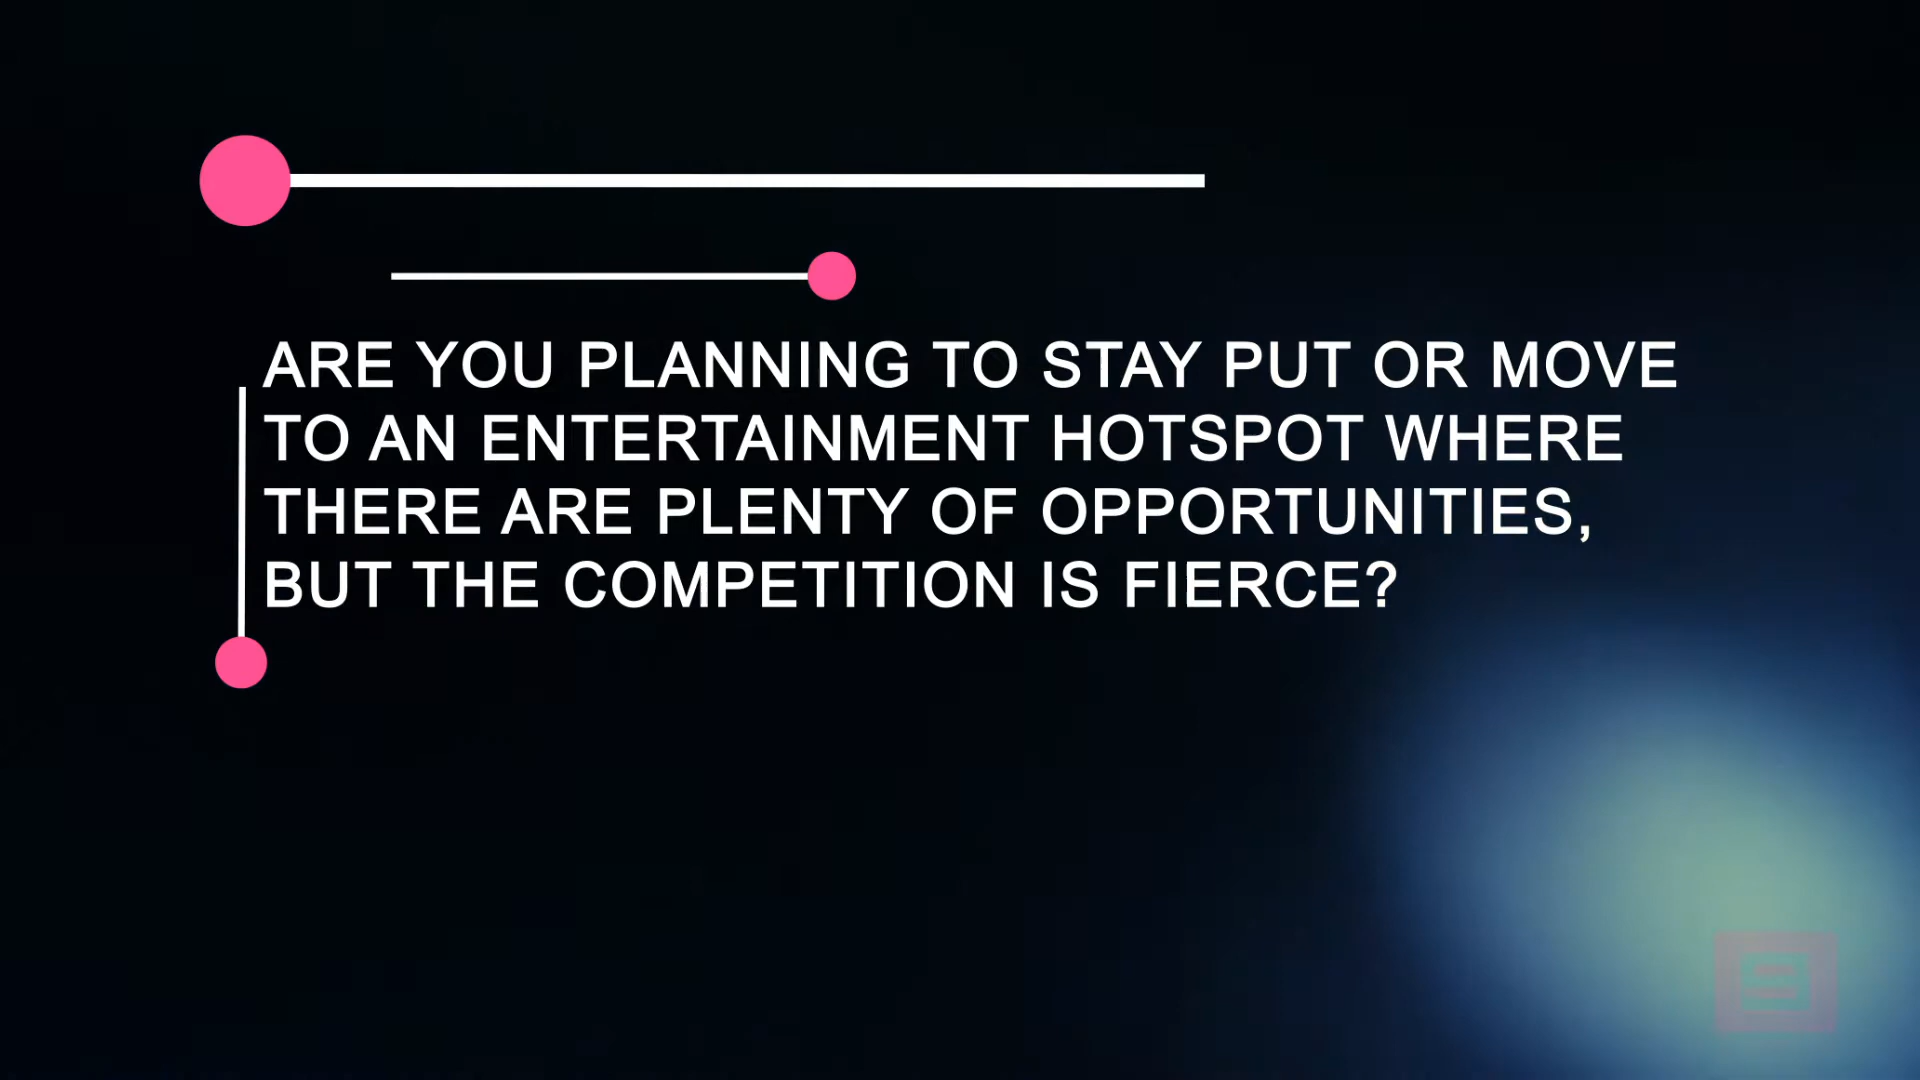 ARE YOU PLANNING TO STAY PUT OR MOVE
TO AN ENTERTAINMENT HOTSPOT WHERE
THERE ARE PLENTY OF OPPORTUNITIES,
BUT THE COMPETITION IS FIERCE?